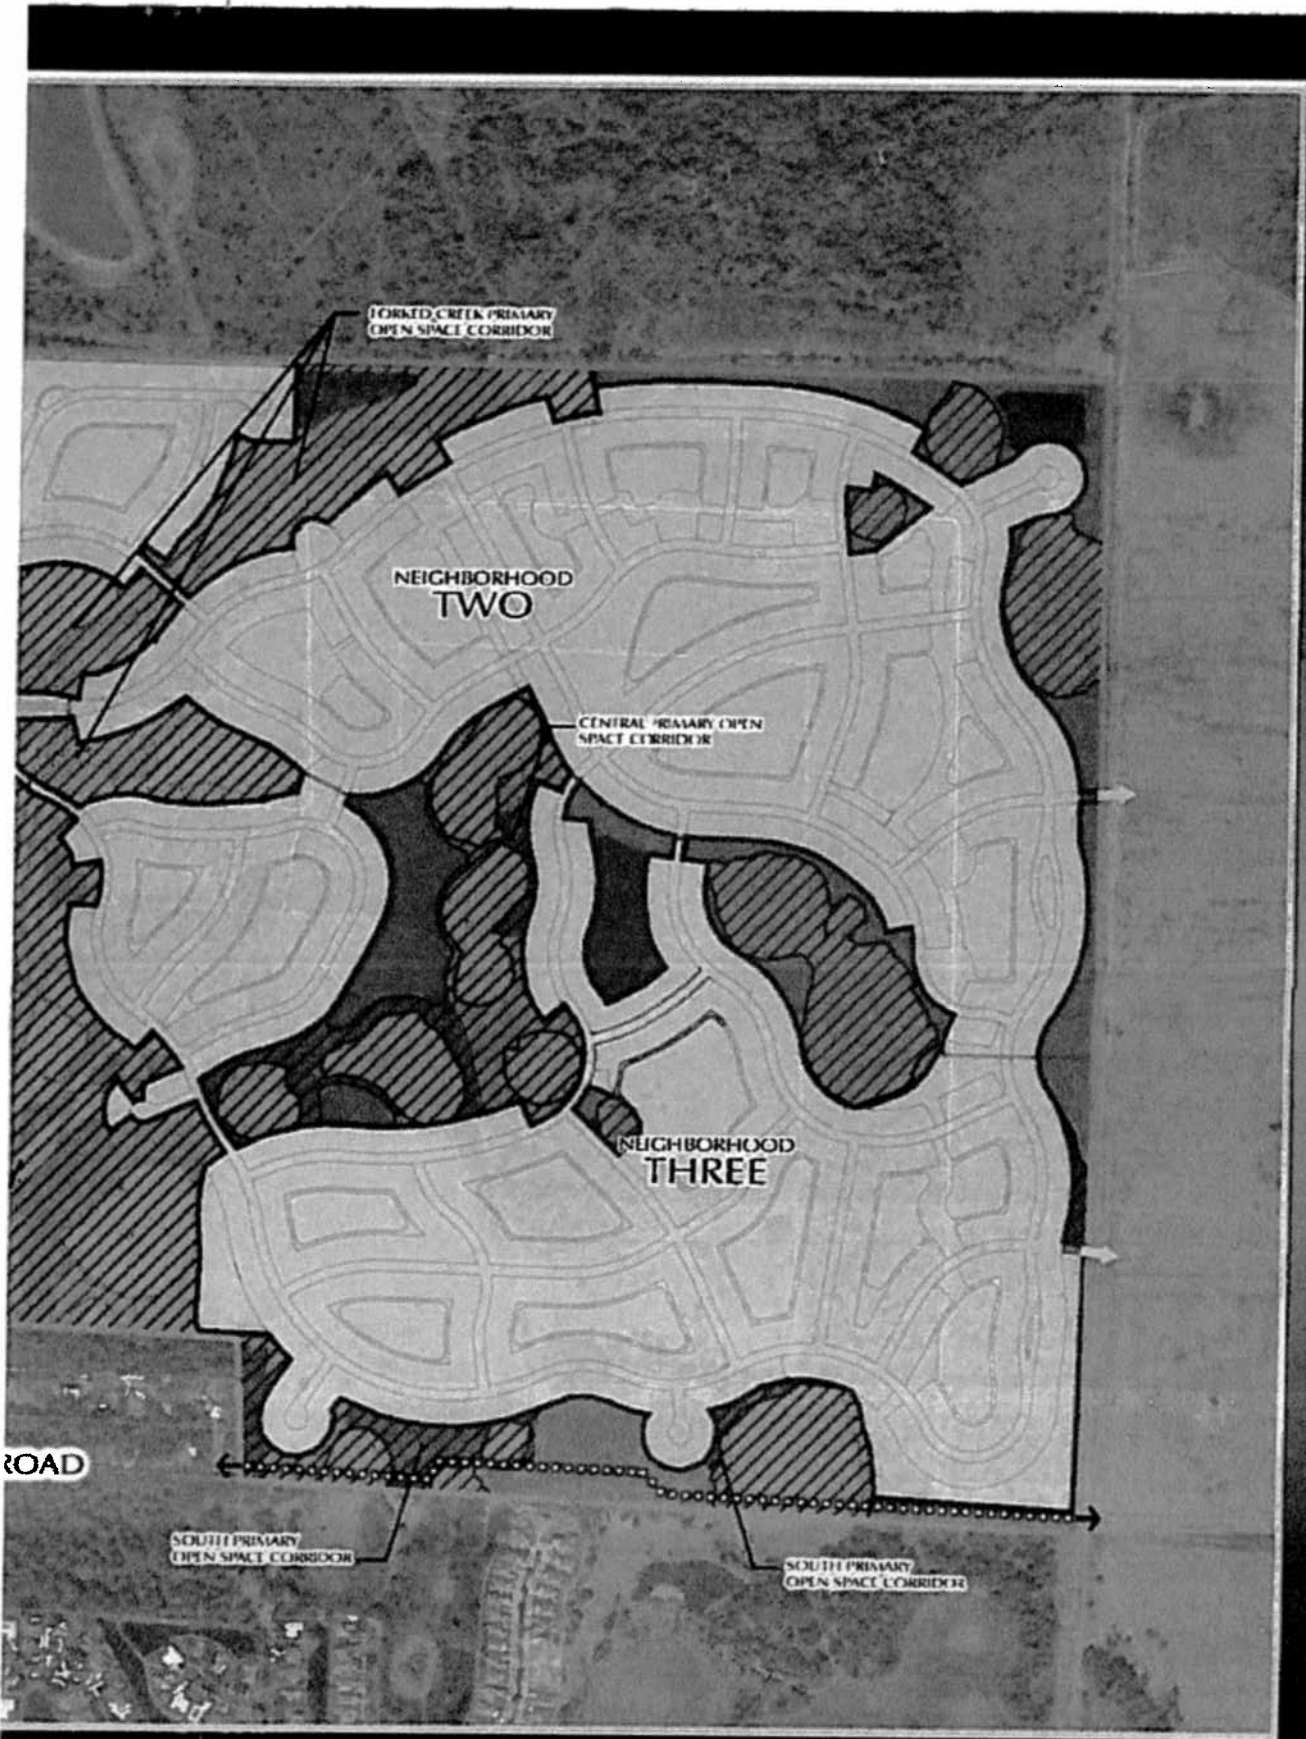 FORKED CREEK PRIMARY
OPEN SPACE CORRIDOR
NEIGHBORHOOD
TWO
CENTRAL PRIMARY OPEN
SPACE CORRIDOR
NEIGHBORHOOD
THREE
ROAD
SOUTH PRIMARY
OPEN SPACE CORRIDOR
SOUTH PRIMARY
OPEN SPACE CORRIDOR